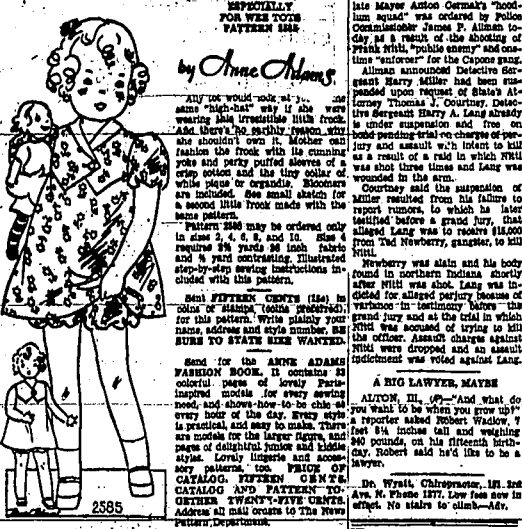 ESPECIALLY
FOR WEE TOTS
PATTERN 2585
by Anne Adams
Any tot would look at you the
same "high-hat" way if she were
wearing this irresistible little frock.
And there's no earthly reason why
she shouldn't own it. Mother can
fashion the frock with its cunning
yoke and perky puffed sleeves of a
crisp cotton and the tiny collar of
white pique or organdie. Bloomers
are included. See small sketch for
a second little frock made with the
same pattern.
Pattern 2585 may be ordered only
in sizes 2, 4, 6, 8, and 10. Size 4
requires yards 36 inch fabric
and yard contrasting. Illustrated
step-by-step sewing instructions in-
cluded with this pattern.
Sent FIFTEEN CENTS (15c) in
coins or stamps (coins preferred),
for this pattern. Write plainly your
name, address and style number. BE
SURE TO STATE SIZE WANTED.
Send for the ANNE ADAMS
FASHION BOOK. It contains 32
colorful pages of lovely Paris-
inspired models for every sewing
need, and shows how to be chic at
every hour of the day. Every style
is practical, and easy to make. There
are models for the larger figure, and
pages of delightful junior and kiddie
styles. Lovely lingerie and acces-
sory patterns, too. PRICE OF
CATALOG, FIFTEEN CENTS.
CATALOG AND PATTERN TO-
GETHER TWENTY-FIVE CENTS.
Address all mail orders to The News
Pattern Department.
2585
late Mayor Anton Cermak's "hood-
lum squad" was ordered by Police
Commissioner James P. Allman to-
day as a result of the shooting of
Frank Nitti, "public enemy" and one-
time "enforcer" for the Capone gang.
Allman announced Detective Ser-
geant Harry Miller had been sus-
pended upon request of State's At-
torney Thomas J. Courtney. Detec-
tive Sergeant Harry A. Lang already
is under suspension and free on
bond pending trial on charges of per-
jury and assault with intent to kill
as a result of a raid in which Nitti
was shot three times and Lang was
wounded in the arm.
Courtney said the suspension of
Miller resulted from his failure to
report rumors, to which he later
testified before a grand jury, that
alleged Lang was to receive $15,000
from Ted Newberry, gangster, to kill
Nitti.
Newberry was slain and his body
found in northern Indiana shortly
after Nitti was shot. Lang was in-
dicted for alleged perjury because of
variance in testimony before the
grand jury and at the trial in which
Nitti was accused of trying to kill
the officer. Assault charges against
Nitti were dropped and an assault
indictment was voted against Lang.
A BIG LAWYER, MAYBE
ALTON, Ill., (AP)—"And what do
you want to be when you grow up?"
a reporter asked Robert Wadlow, 7
feet inches tall and weighing
340 pounds, on his fifteenth birth-
day. Robert said he'd like to be a
lawyer.
Dr. Wyatt, Chiropractor, 151 3rd
Ave. N. Phone 1377. Low fees now in
effect. No stairs to climb.—Adv.